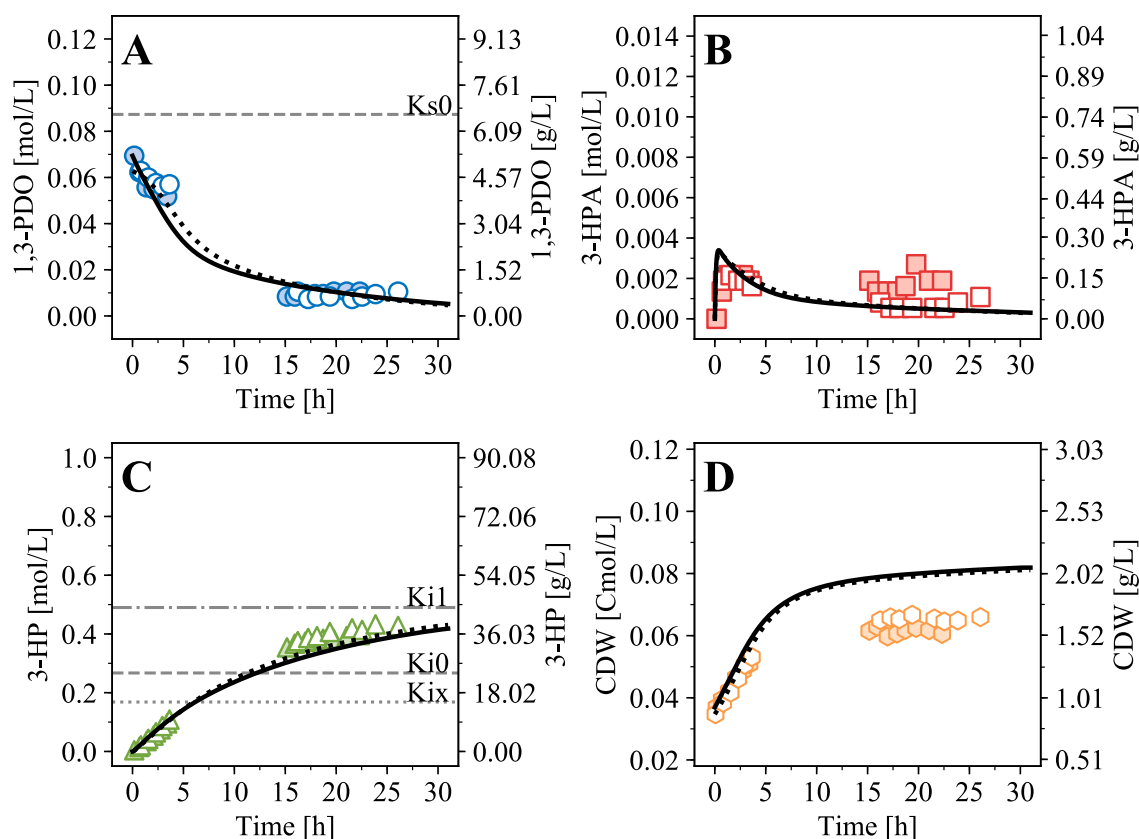 A
1,3-PDO [mol/L]
0.12
0.10
0.08
0.06
0.04
0.02
0.00
Ks0
9.13
7.61
6.09
4.57
3.04
1.52
0.00
1,3-PDO [g/L]
0 5 10 15 20 25 30
Time [h]
B
3-HPA [mol/L]
0.014
0.012
0.010
0.008
0.006
0.004
0.002
0.000
1.04
0.89
0.74
0.59
0.44
0.30
0.15
0.00
3-HPA [g/L]
0 5 10 15 20 25 30
Time [h]
C
3-HP [mol/L]
1.0
0.8
0.6
0.4
0.2
0.0
Ki1
Ki0
Kix
90.08
72.06
54.05
36.03
18.02
0.00
3-HP [g/L]
0 5 10 15 20 25 30
Time [h]
D
CDW [Cmol/L]
0.12
0.10
0.08
0.06
0.04
0.02
3.03
2.53
2.02
1.52
1.01
0.51
CDW [g/L]
0 5 10 15 20 25 30
Time [h]